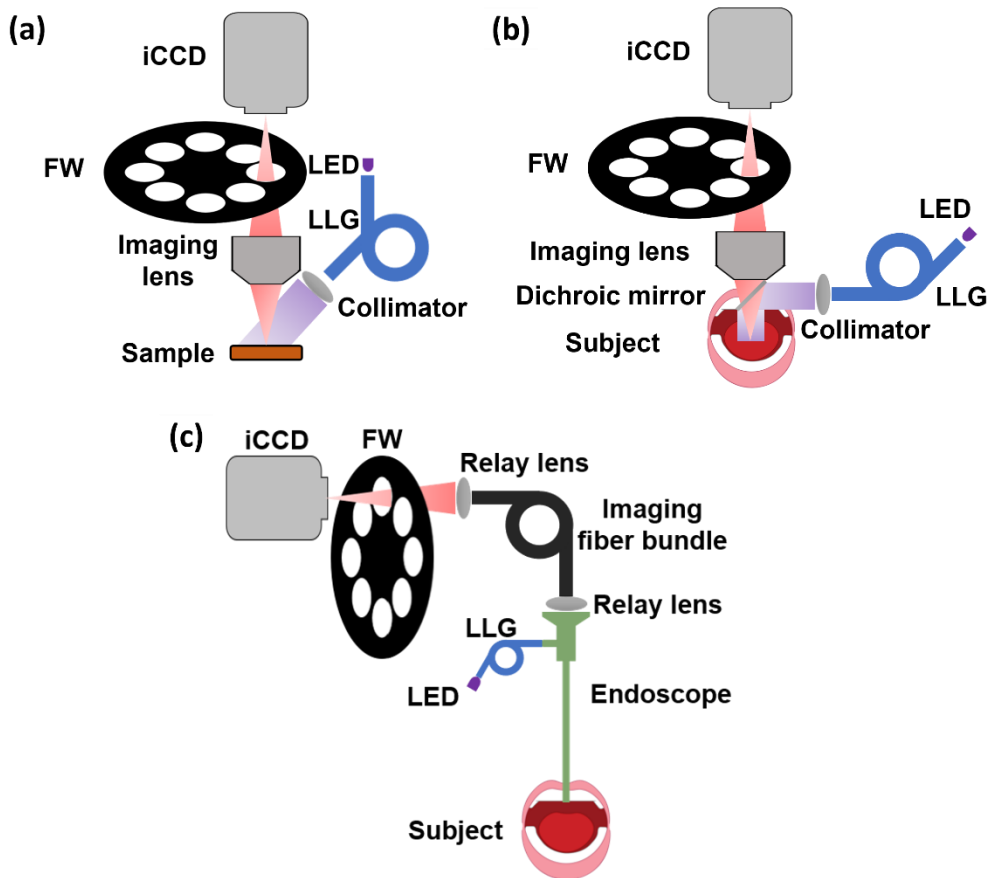 (a)
iCCD
FW
LED
LLG
Imaging
lens
Collimator
Sample
(b)
iCCD
FW
LED
Imaging lens
LLG
Dichroic mirror
Collimator
Subject
(c)
iCCD
FW
Relay lens
Imaging
fiber bundle
Relay lens
LLG
LED
Endoscope
Subject